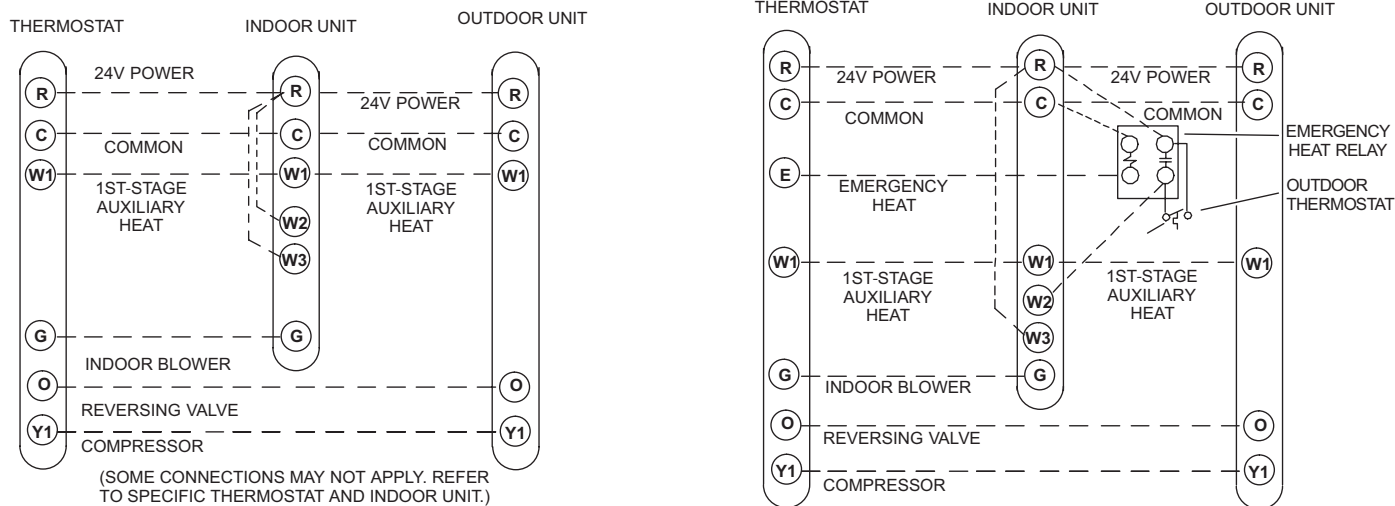 THERMOSTAT
INDOOR UNIT
OUTDOOR UNIT
R
24V POWER
R
24V POWER
R
C
COMMON
C
COMMON
C
W1
1ST-STAGE
AUXILIARY
HEAT
W1
1ST-STAGE
AUXILIARY
HEAT
W1
W2
W3
G
INDOOR BLOWER
G
O
REVERSING VALVE
O
Y1
COMPRESSOR
Y1
(SOME CONNECTIONS MAY NOT APPLY. REFER
TO SPECIFIC THERMOSTAT AND INDOOR UNIT.)
THERMOSTAT
INDOOR UNIT
OUTDOOR UNIT
R
24V POWER
R
24V POWER
R
C
COMMON
C
COMMON
C
EMERGENCY
HEAT RELAY
E
EMERGENCY
HEAT
OUTDOOR
THERMOSTAT
W1
1ST-STAGE
AUXILIARY
HEAT
W1
1ST-STAGE
AUXILIARY
HEAT
W1
W2
W3
G
INDOOR BLOWER
G
O
REVERSING VALVE
O
Y1
COMPRESSOR
Y1